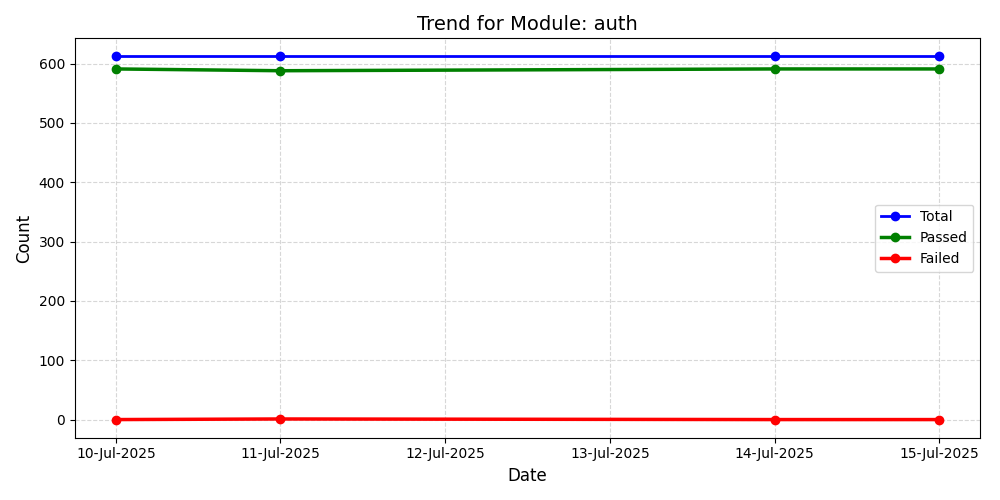 Trend for Module: auth
Count
600
500
400
300
200
100
0
Total
Passed
Failed
10-Jul-2025 11-Jul-2025 12-Jul-2025 13-Jul-2025 14-Jul-2025 15-Jul-2025
Date